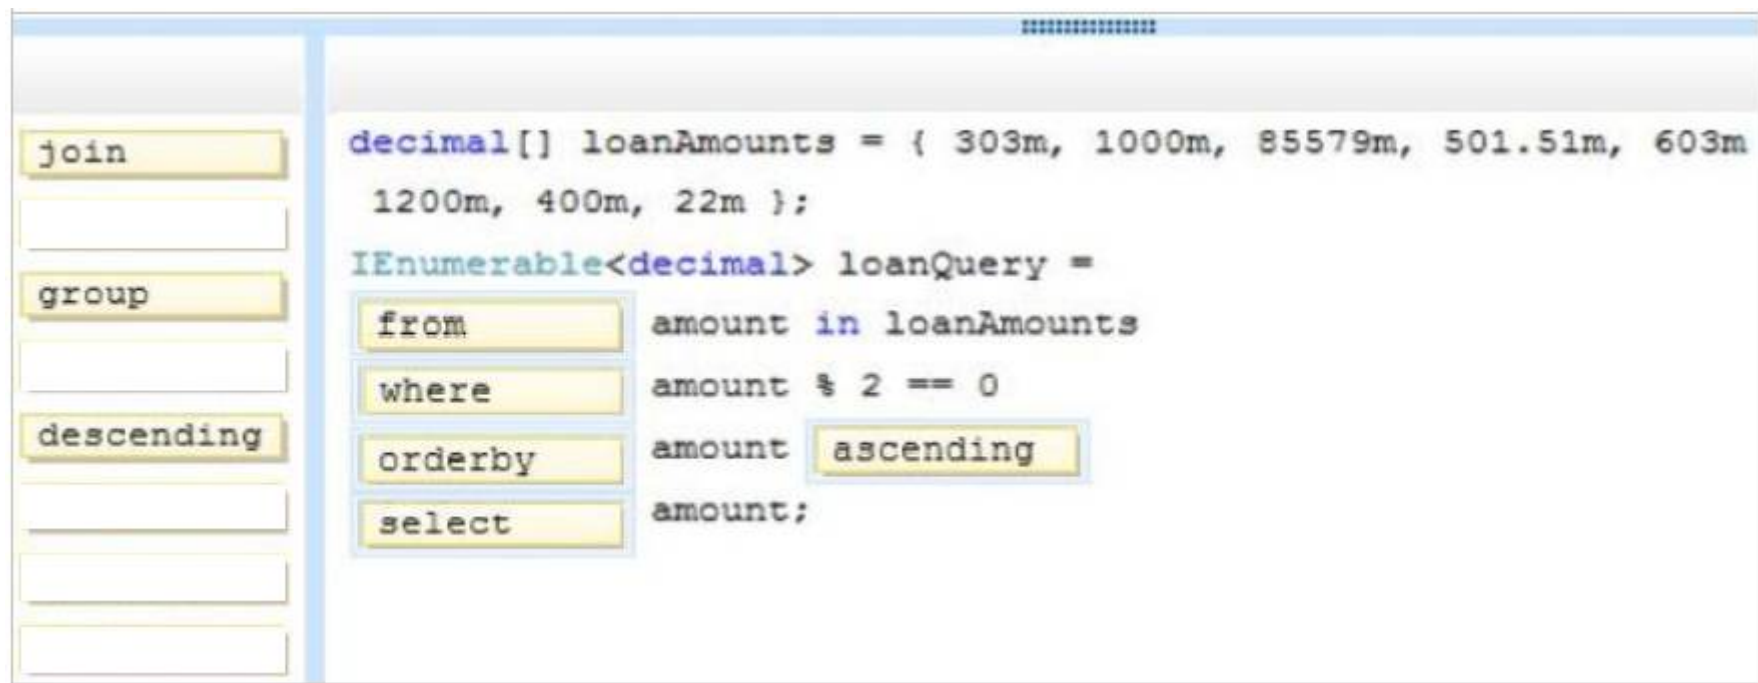 join
group
descending
decimal[] loanAmounts = { 303m, 1000m, 85579m, 501.51m, 603m
1200m, 400m, 22m };
IEnumerable<decimal> loanQuery =
from amount in loanAmounts
where amount % 2 == 0
orderby amount ascending
select amount;